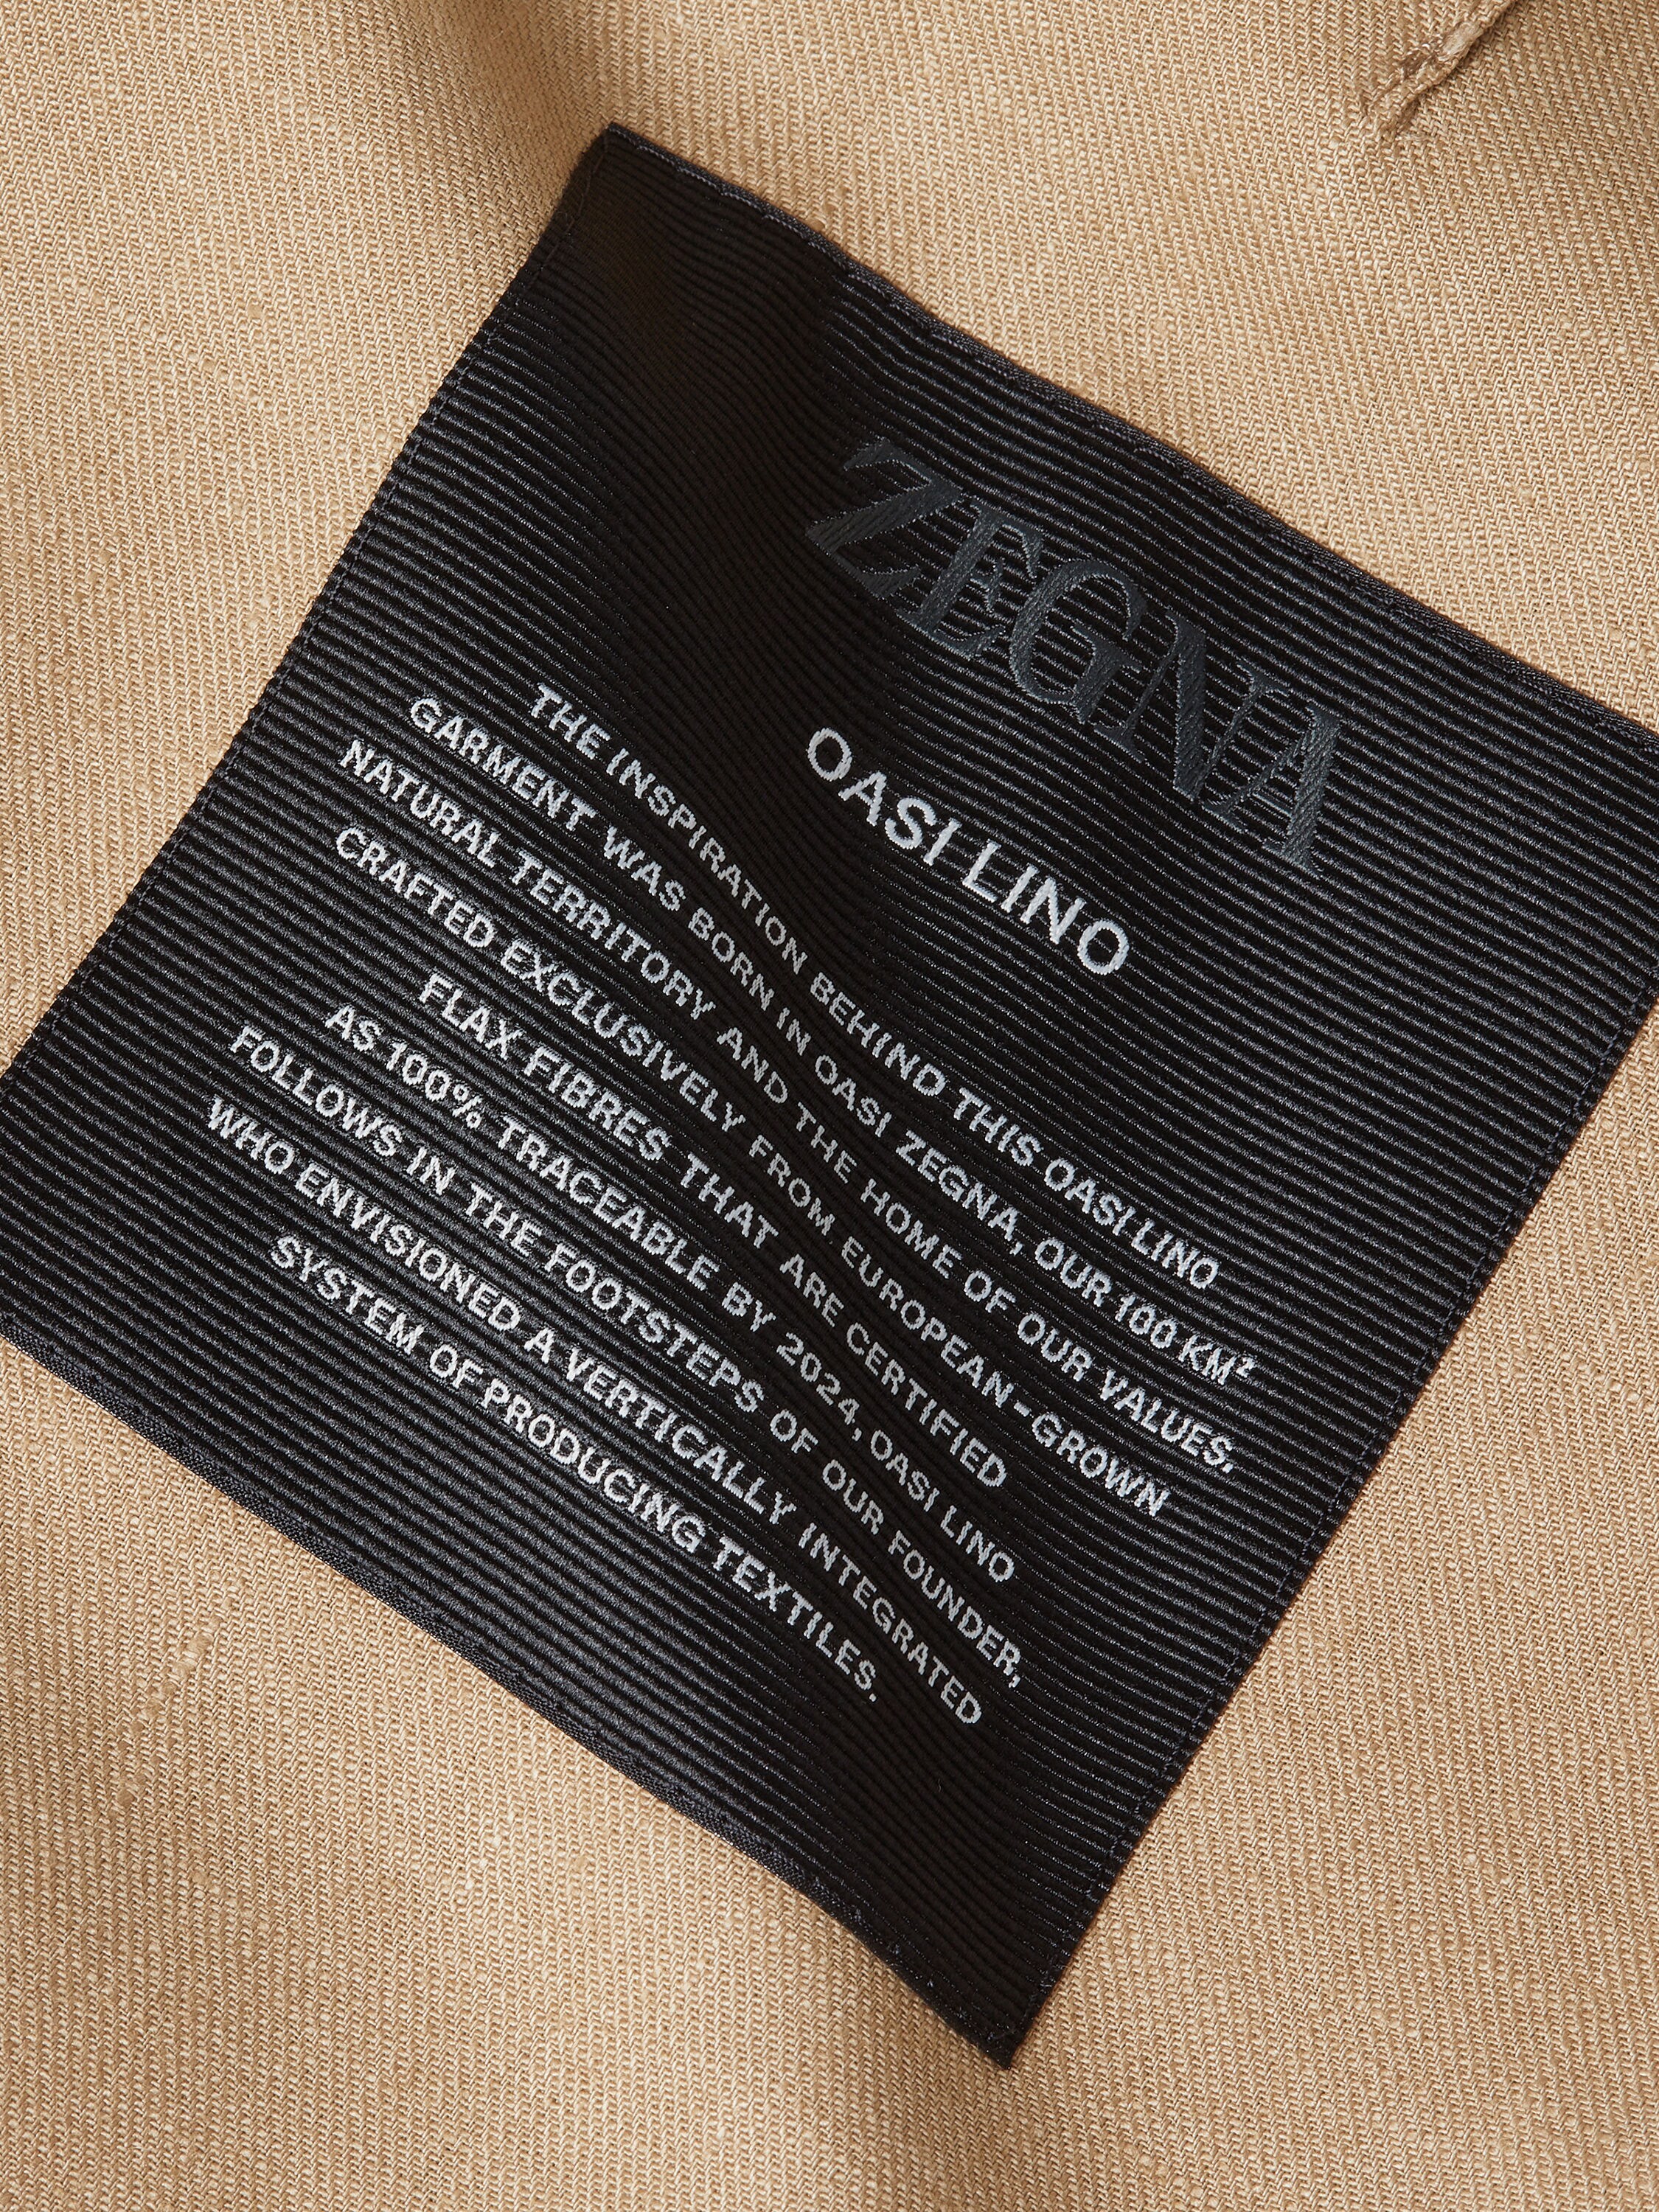 ZEGNA
OASI LINO
THE INSPIRATION BEHIND THIS OASI LINO
GARMENT WAS BORN IN OASI ZEGNA, OUR 100 KM²
NATURAL TERRITORY AND THE HOME OF OUR VALUES.
CRAFTED EXCLUSIVELY FROM EUROPEAN-GROWN
FLAX FIBRES THAT ARE CERTIFIED
AS 100% TRACEABLE BY 2024, OASI LINO
FOLLOWS IN THE FOOTSTEPS OF OUR FOUNDER,
WHO ENVISIONED A VERTICALLY INTEGRATED
SYSTEM OF PRODUCING TEXTILES.